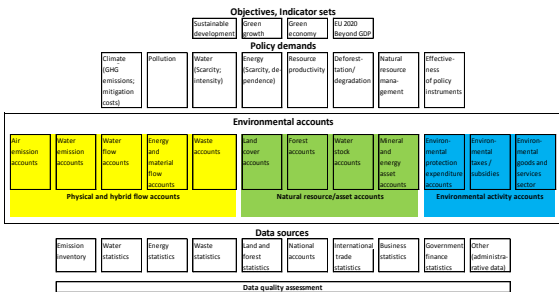 Objectives, Indicator sets
Sustainable development
Green growth
Green economy
EU 2020 Beyond GDP
Policy demands
Climate (GHG emissions; mitigation costs)
Pollution
Water (Scarcity; intensity)
Energy (Scarcity, dependence)
Resource productivity
Deforest-tation/ degradation
Natural resource mana-gement
Effective-ness of policy instruments
Environmental accounts
Air emission accounts
Water emission accounts
Water flow accounts
Energy and material flow accounts
Waste accounts
Land cover accounts
Forest accounts
Water stock accounts
Mineral and energy asset accounts
Environ-mental protection expenditure accounts
Environ-mental taxes / subsidies
Environ-mental goods and services sector
Physical and hybrid flow accounts
Natural resource/asset accounts
Environmental activity accounts
Data sources
Emission inventory
Water statistics
Energy statistics
Waste statistics
Land and forest statistics
National accounts
International trade statistics
Business statistics
Government finance statistics
Other (administra-rative data)
Data quality assessment